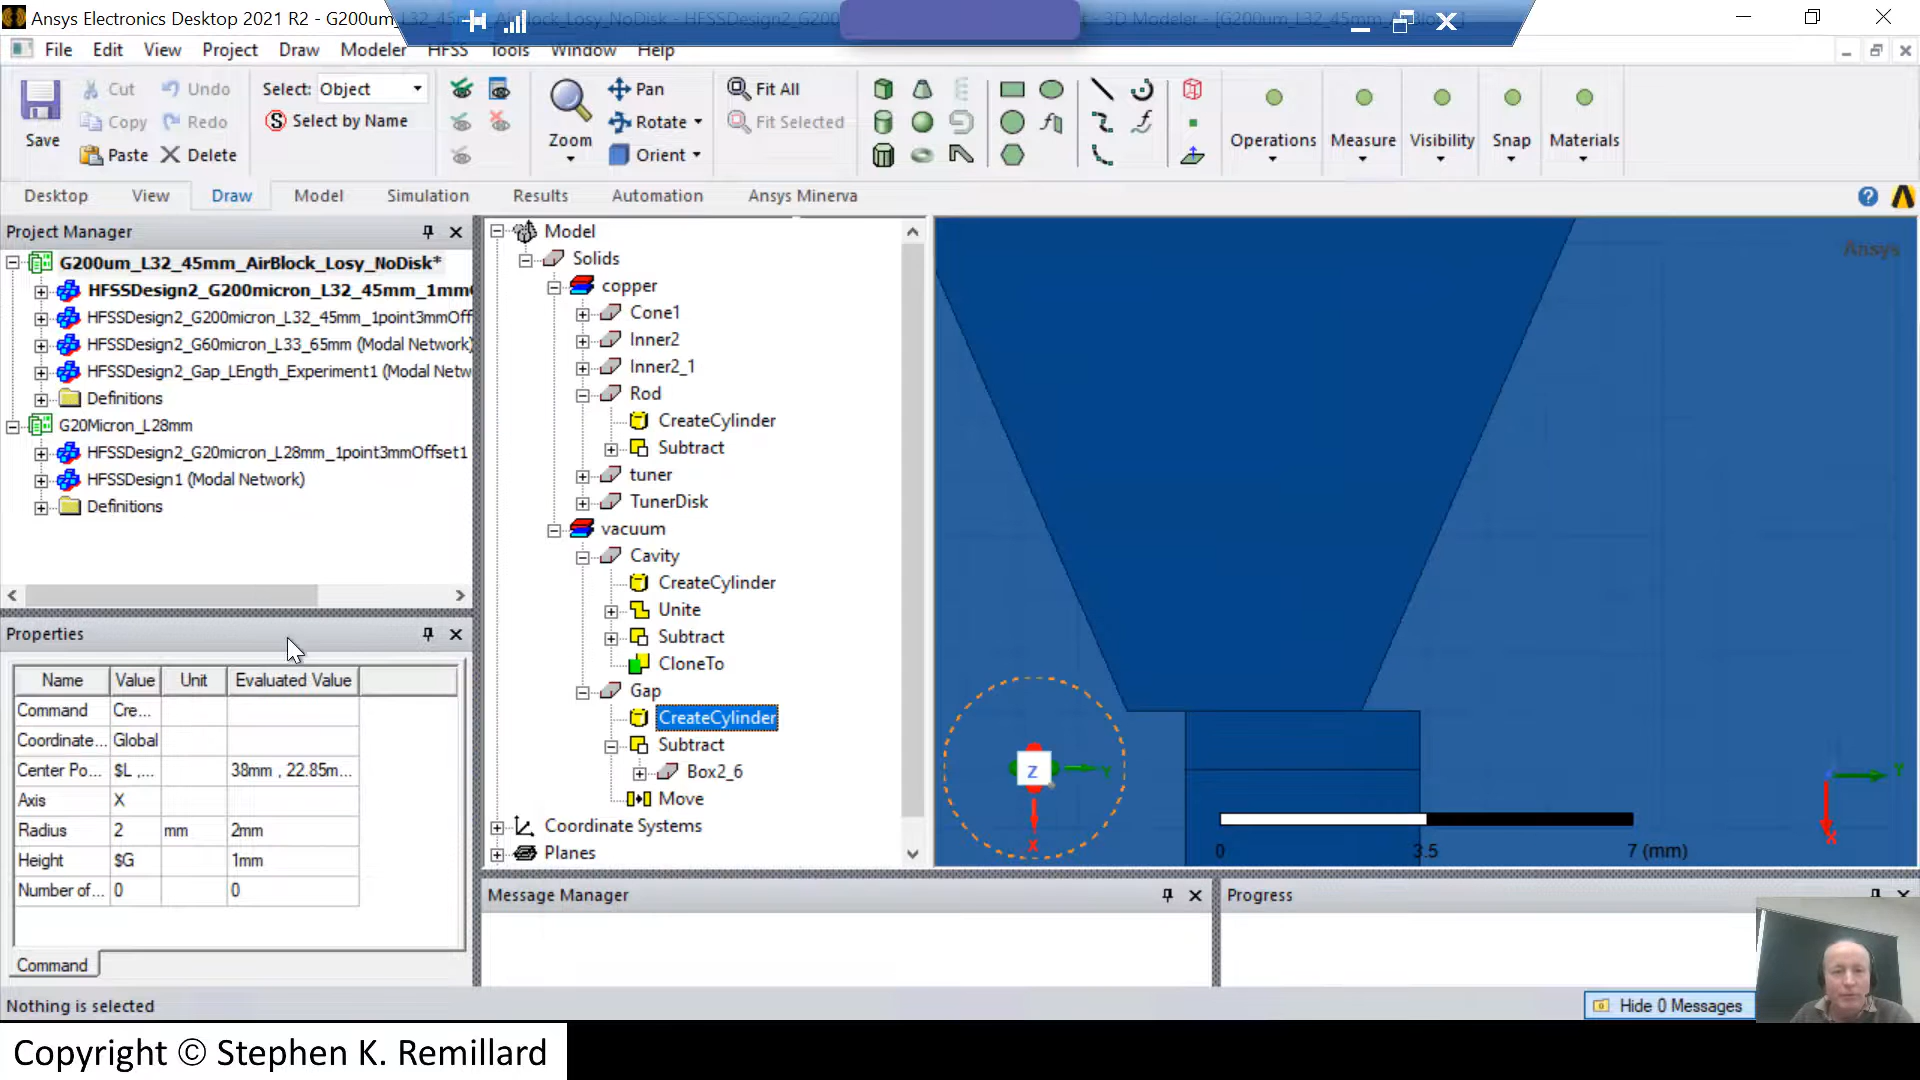 Ansys Electronics Desktop 2021 R2 - G200um_L32_45mm_AirBlock_Losy_NoDisk - HFSSDesign2_G200 - 3D Modeler - [G200um_L32_45mm
File Edit View Project Draw Modeler HFSS Tools Window Help
Save
Cut
Copy
Paste
Undo
Redo
Delete
Select: Object
Select by Name
Zoom
Pan
Rotate
Orient
Fit All
Fit Selected
Operations
Measure
Visibility
Snap
Materials
Desktop View Draw Model Simulation Results Automation Ansys Minerva
Project Manager
G200um_L32_45mm_AirBlock_Losy_NoDisk*
HFSSDesign2_G200micron_L32_45mm_1mm
HFSSDesign2_G200micron_L32_45mm_1point3mmOff
HFSSDesign2_G60micron_L33_65mm (Modal Network)
HFSSDesign2_Gap_LEngth_Experiment1 (Modal Netw
Definitions
G20Micron_L28mm
HFSSDesign2_G20micron_L28mm_1point3mmOffset1
HFSSDesign1 (Modal Network)
Definitions
Properties
Name Value Unit Evaluated Value
Command Cre...
Coordinate... Global
Center Po... $L ,... 38mm , 22.85m...
Axis X
Radius 2 mm 2mm
Height $G 1mm
Number of... 0 0
Command
Model
Solids
copper
Cone1
Inner2
Inner2_1
Rod
CreateCylinder
Subtract
tuner
TunerDisk
vacuum
Cavity
CreateCylinder
Unite
Subtract
CloneTo
Gap
CreateCylinder
Subtract
Box2_6
Move
Coordinate Systems
Planes
Ansys
Z
Y
X
Y
X
0 3.5 7 (mm)
Message Manager
Progress
Nothing is selected
Hide 0 Messages
Copyright © Stephen K. Remillard